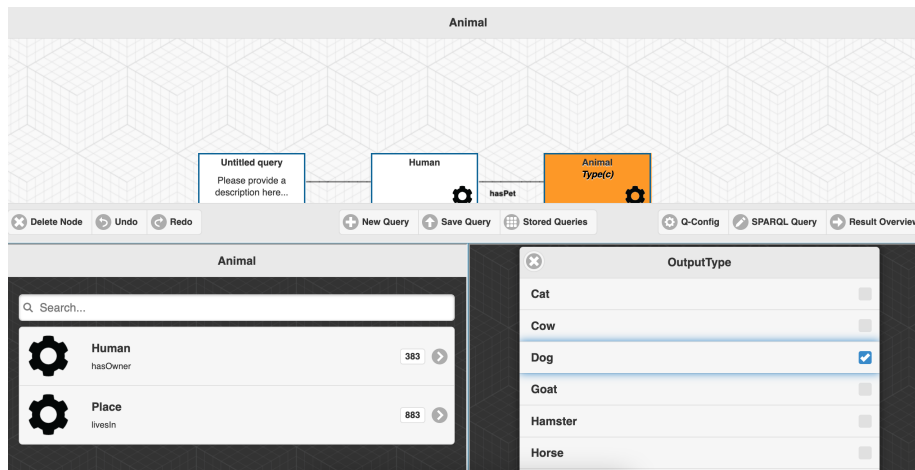 Animal
Untitled query
Please provide a
description here...
Human
hasPet
Animal
Type(c)
Delete Node
Undo
Redo
New Query
Save Query
Stored Queries
Q-Config
SPARQL Query
Result Overview
Animal
Search...
Human
hasOwner
383
Place
livesIn
883
OutputType
Cat
Cow
Dog
Goat
Hamster
Horse